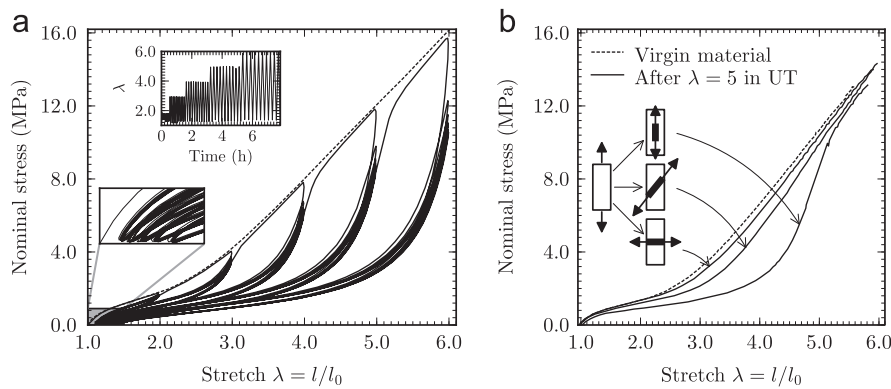 a
16.0
12.0
8.0
4.0
0.0
Nominal stress (MPa)
1.0 2.0 3.0 4.0 5.0 6.0
Stretch λ = l/l₀
6.0
4.0
2.0
λ
0 2 4 6
Time (h)
b
16.0
12.0
8.0
4.0
0.0
Nominal stress (MPa)
1.0 2.0 3.0 4.0 5.0 6.0
Stretch λ = l/l₀
Virgin material
After λ = 5 in UT